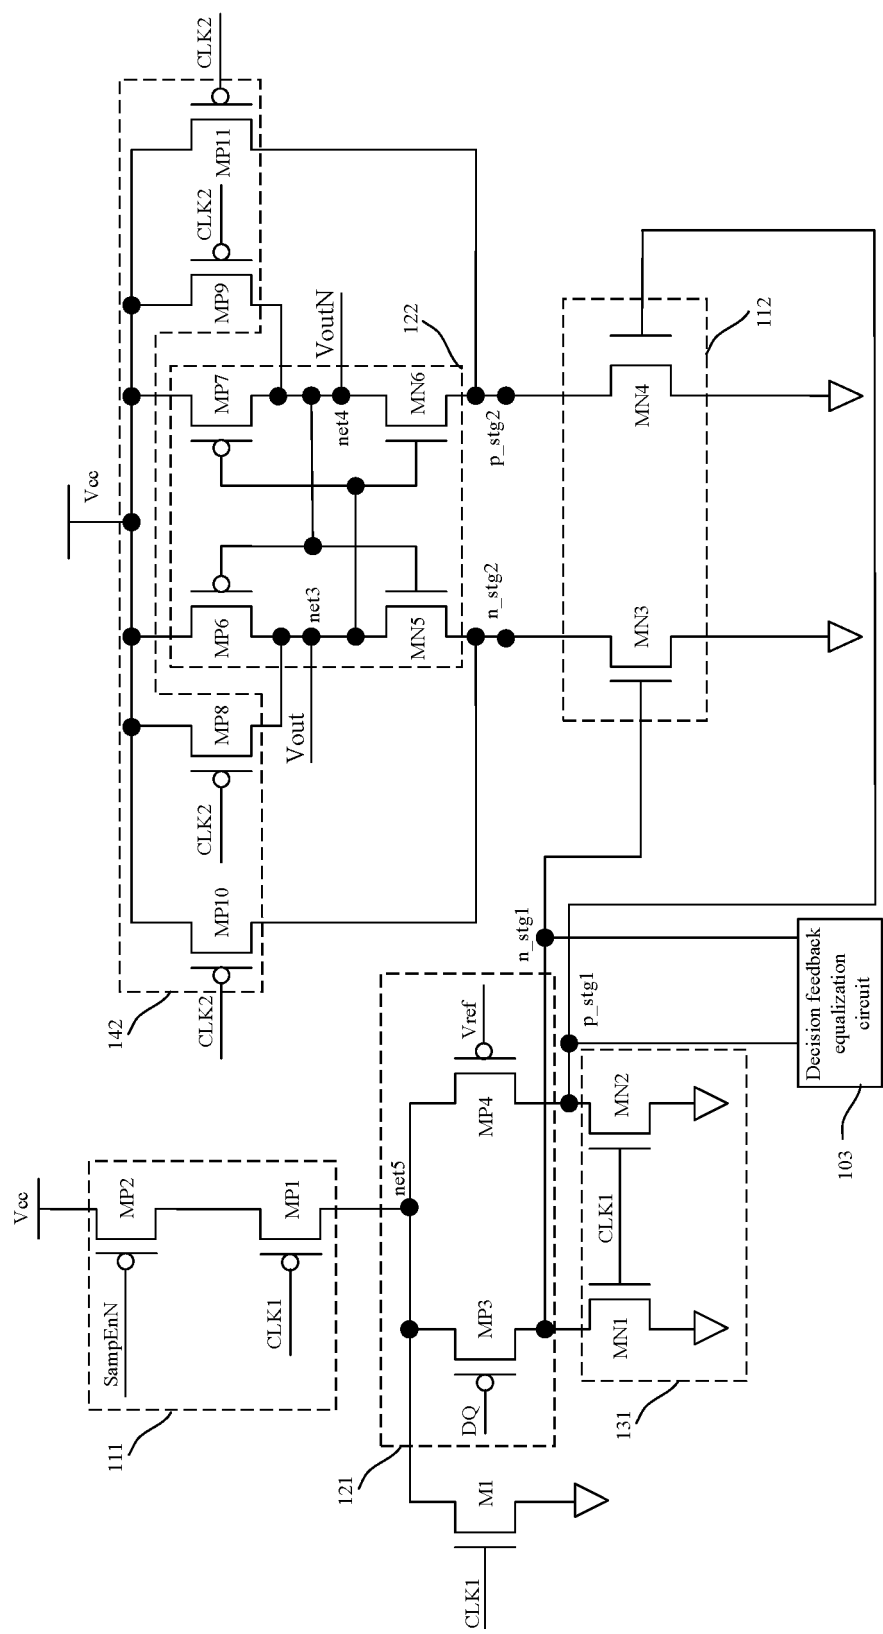 Vcc
SampEnN
MP2
CLK1
MP1
111
net5
DQ
MP3
MP4
Vref
121
CLK1
M1
n_stg1
p_stg1
MN1
CLK1
MN2
131
Decision feedback
equalization
circuit
103
Vcc
142
CLK2
MP10
CLK2
MP8
MP6
MP7
MP9
CLK2
MP11
CLK2
Vout
net3
net4
VoutN
122
MN5
MN6
n_stg2
p_stg2
MN3
MN4
112